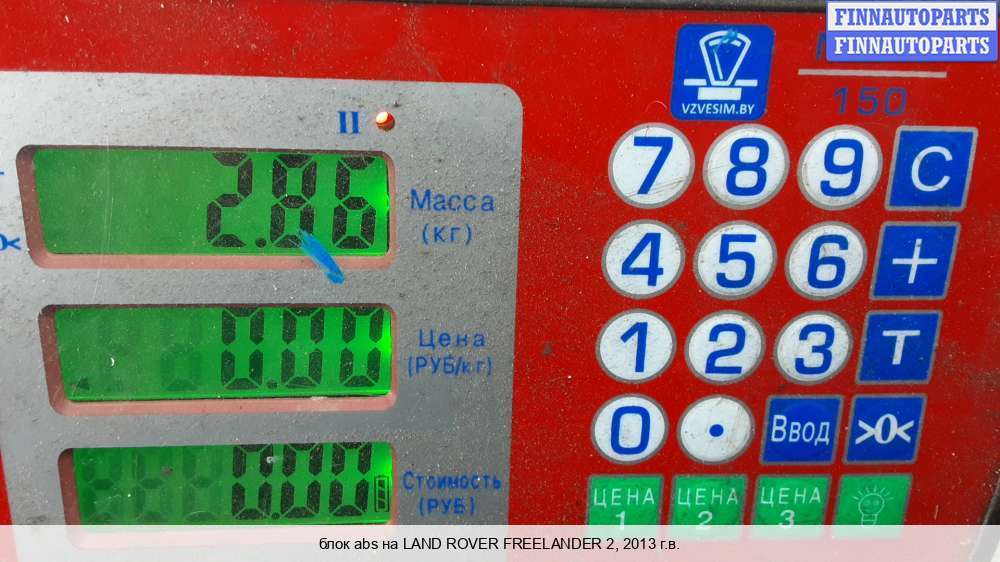 FINNAUTOPARTS
FINNAUTOPARTS
VZVESIM.BY
150
II
2.86
Масса
(кг)
0.00
Цена
(РУБ/кг)
0.00
Стоимость
(РУБ)
7 8 9 C
4 5 6 +
1 2 3 T
0 . Ввод >0<
ЦЕНА 1
ЦЕНА 2
ЦЕНА 3
блок abs на LAND ROVER FREELANDER 2, 2013 г.в.